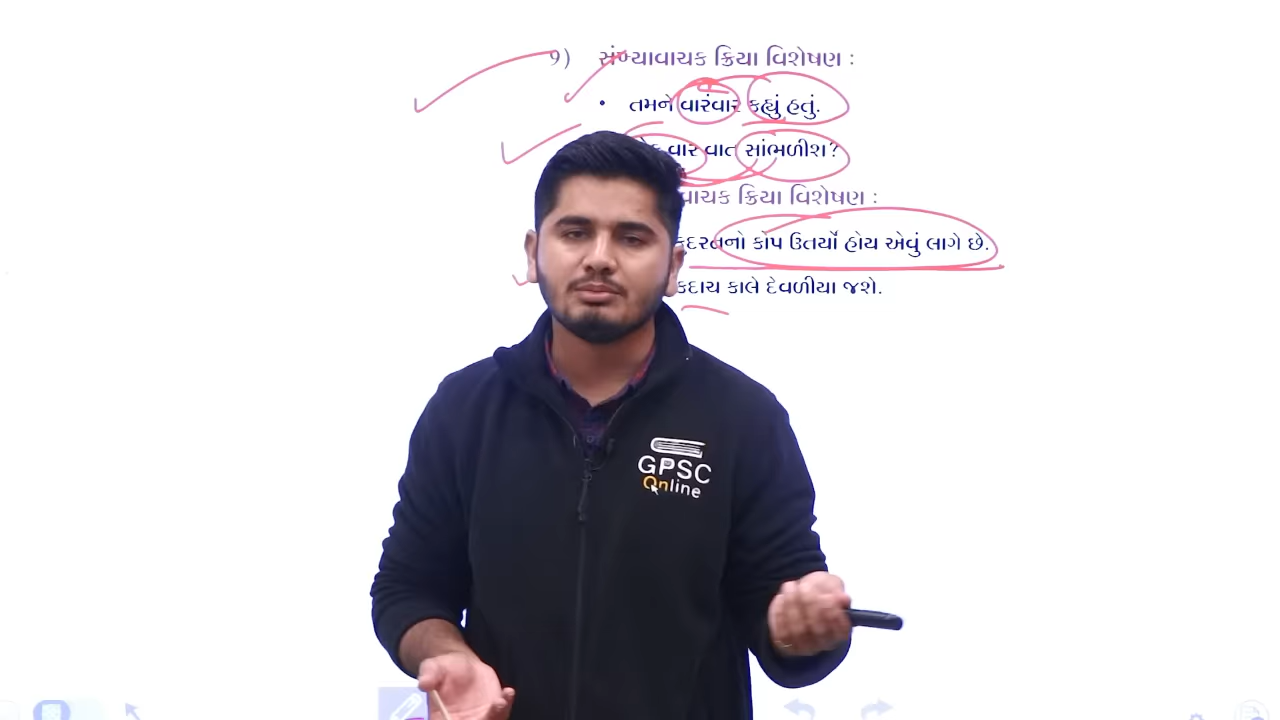 9) સંખ્યાવાચક ક્રિયા વિશેષણ :
• તમને વારંવાર કહ્યું હતું.
વાર વાત સાંભળીશ?
વાચક ક્રિયા વિશેષણ :
કુદરતનો કોપ ઉતર્યો હોય એવું લાગે છે.
કદાચ કાલે દેવળીયા જશે.
GPSC
Online